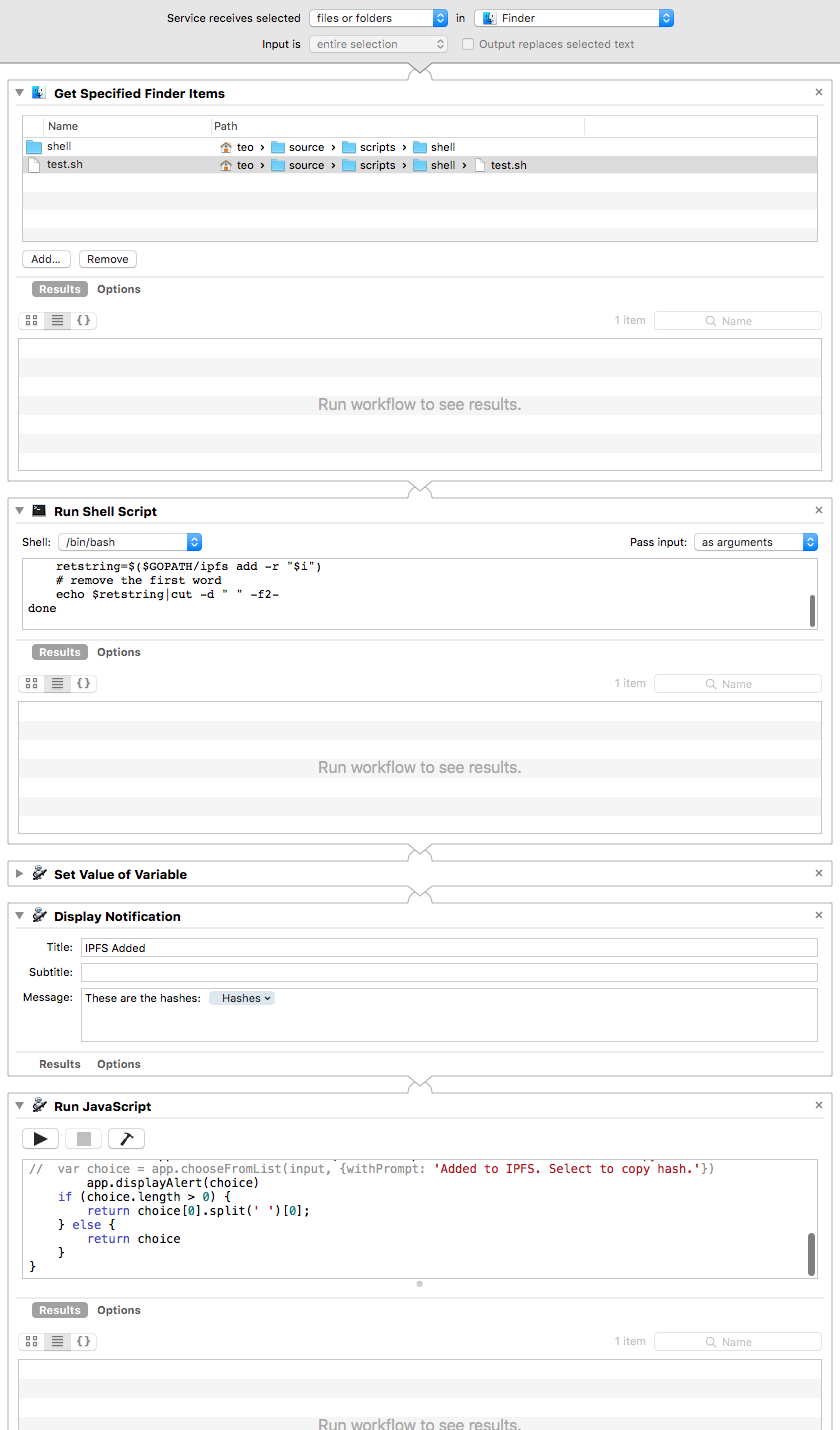 Service receives selected files or folders in Finder
Input is entire selection Output replaces selected text
Get Specified Finder Items
Name Path
shell teo › source › scripts › shell
test.sh teo › source › scripts › shell › test.sh
Add... Remove
Results Options
1 item Name
Run workflow to see results.
Run Shell Script
Shell: /bin/bash Pass input: as arguments
retstring=$($GOPATH/ipfs add -r "$i")
# remove the first word
echo $retstring|cut -d " " -f2-
done
Results Options
1 item Name
Run workflow to see results.
Set Value of Variable
Display Notification
Title: IPFS Added
Subtitle:
Message: These are the hashes: Hashes
Results Options
Run JavaScript
// var choice = app.chooseFromList(input, {withPrompt: 'Added to IPFS. Select to copy hash.'})
app.displayAlert(choice)
if (choice.length > 0) {
return choice[0].split(' ')[0];
} else {
return choice
}
}
Results Options
1 item Name
Run workflow to see results.